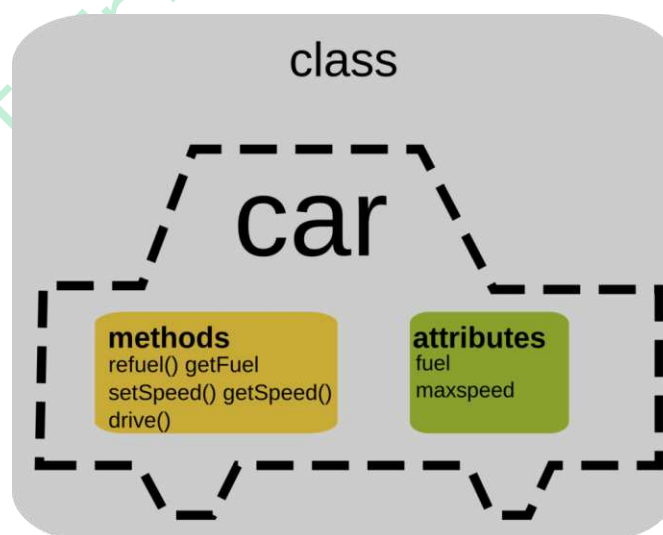 class
car
methods
refuel() getFuel
setSpeed() getSpeed()
drive()
attributes
fuel
maxspeed